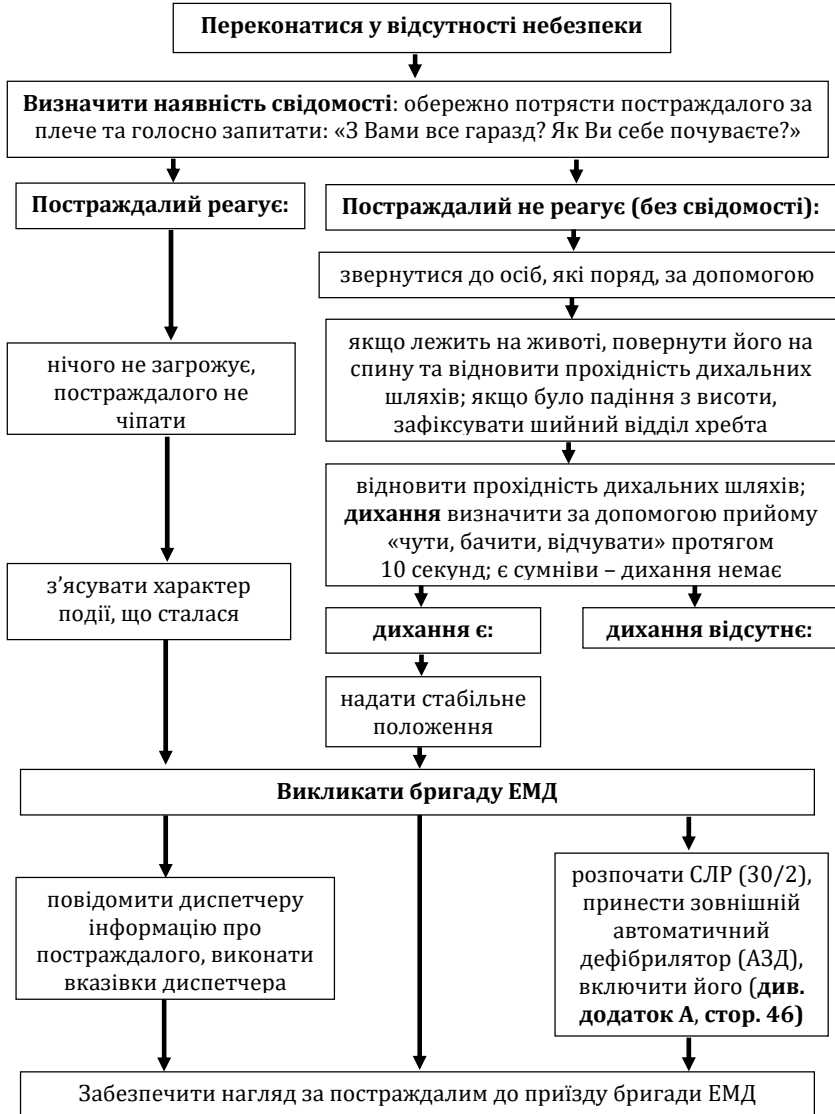 Переконатися у відсутності небезпеки
Визначити наявність свідомості: обережно потрясти постраждалого за
плече та голосно запитати: «З Вами все гаразд? Як Ви себе почуваєте?»
Постраждалий реагує:
нічого не загрожує,
постраждалого не
чіпати
з’ясувати характер
події, що сталася
Постраждалий не реагує (без свідомості):
звернутися до осіб, які поряд, за допомогою
якщо лежить на животі, повернути його на
спину та відновити прохідність дихальних
шляхів; якщо було падіння з висоти,
зафіксувати шийний відділ хребта
відновити прохідність дихальних шляхів;
дихання визначити за допомогою прийому
«чути, бачити, відчувати» протягом
10 секунд; є сумніви – дихання немає
дихання є:
надати стабільне
положення
дихання відсутнє:
Викликати бригаду ЕМД
повідомити диспетчеру
інформацію про
постраждалого, виконати
вказівки диспетчера
розпочати СЛР (30/2),
принести зовнішній
автоматичний
дефібрилятор (АЗД),
включити його (див.
додаток А, стор. 46)
Забезпечити нагляд за постраждалим до приїзду бригади ЕМД